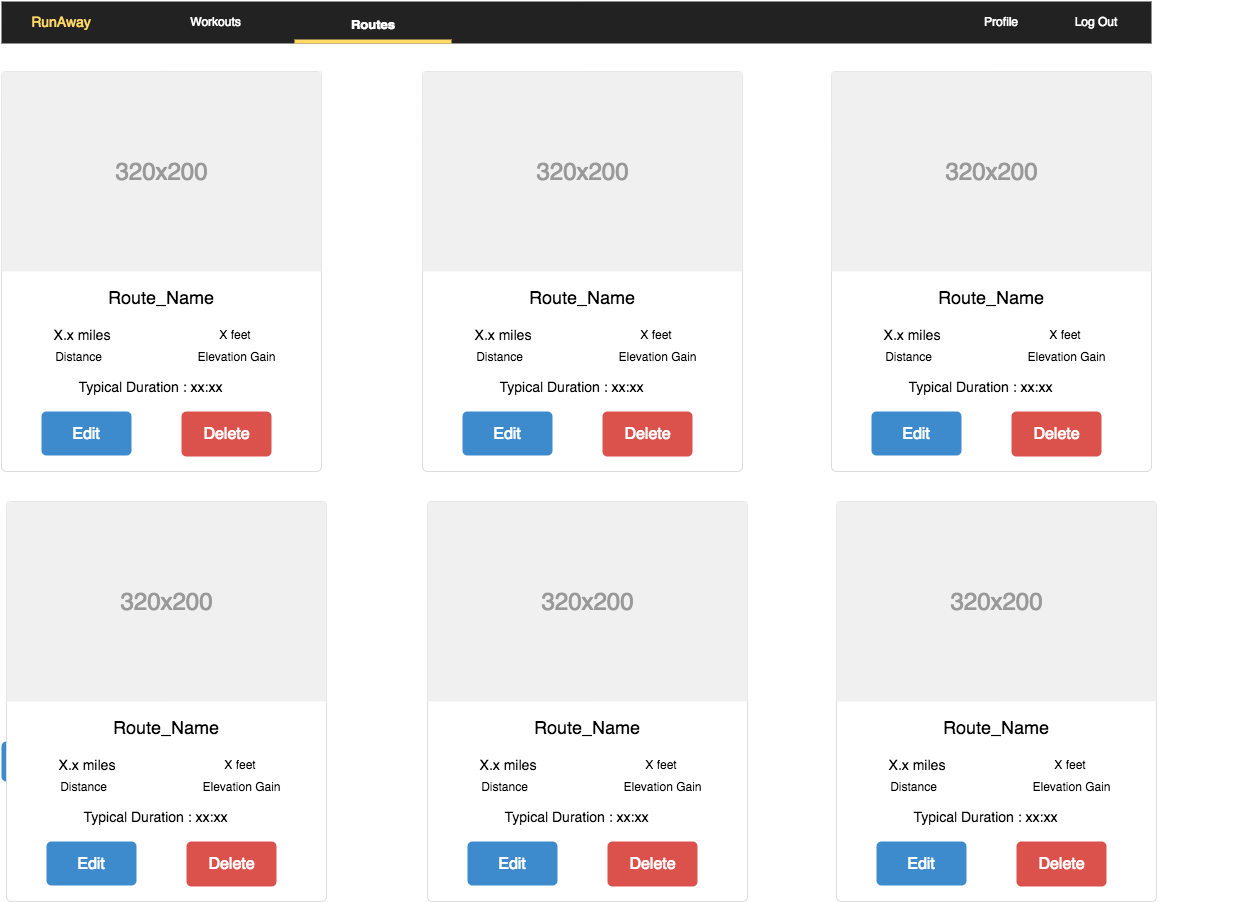 RunAway Workouts Routes Profile Log Out
320x200 320x200 320x200
Route_Name Route_Name Route_Name
X.x miles X feet X.x miles X feet X.x miles X feet
Distance Elevation Gain Distance Elevation Gain Distance Elevation Gain
Typical Duration : xx:xx Typical Duration : xx:xx Typical Duration : xx:xx
Edit Delete Edit Delete Edit Delete
320x200 320x200 320x200
Route_Name Route_Name Route_Name
X.x miles X feet X.x miles X feet X.x miles X feet
Distance Elevation Gain Distance Elevation Gain Distance Elevation Gain
Typical Duration : xx:xx Typical Duration : xx:xx Typical Duration : xx:xx
Edit Delete Edit Delete Edit Delete